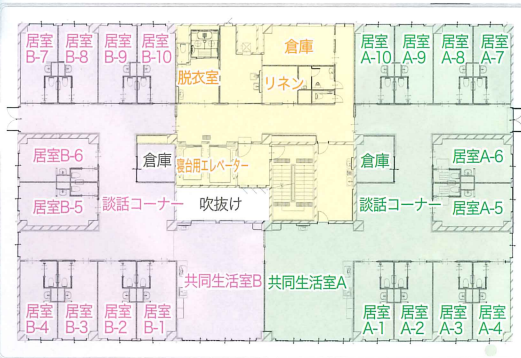 居室
B-7
居室
B-8
居室
B-9
居室
B-10
脱衣室
倉庫
リネン
居室
A-10
居室
A-9
居室
A-8
居室
A-7
居室B-6
倉庫
寝台用エレベーター
倉庫
居室A-6
居室B-5
談話コーナー
吹抜け
談話コーナー
居室A-5
共同生活室B
共同生活室A
居室
B-4
居室
B-3
居室
B-2
居室
B-1
居室
A-1
居室
A-2
居室
A-3
居室
A-4